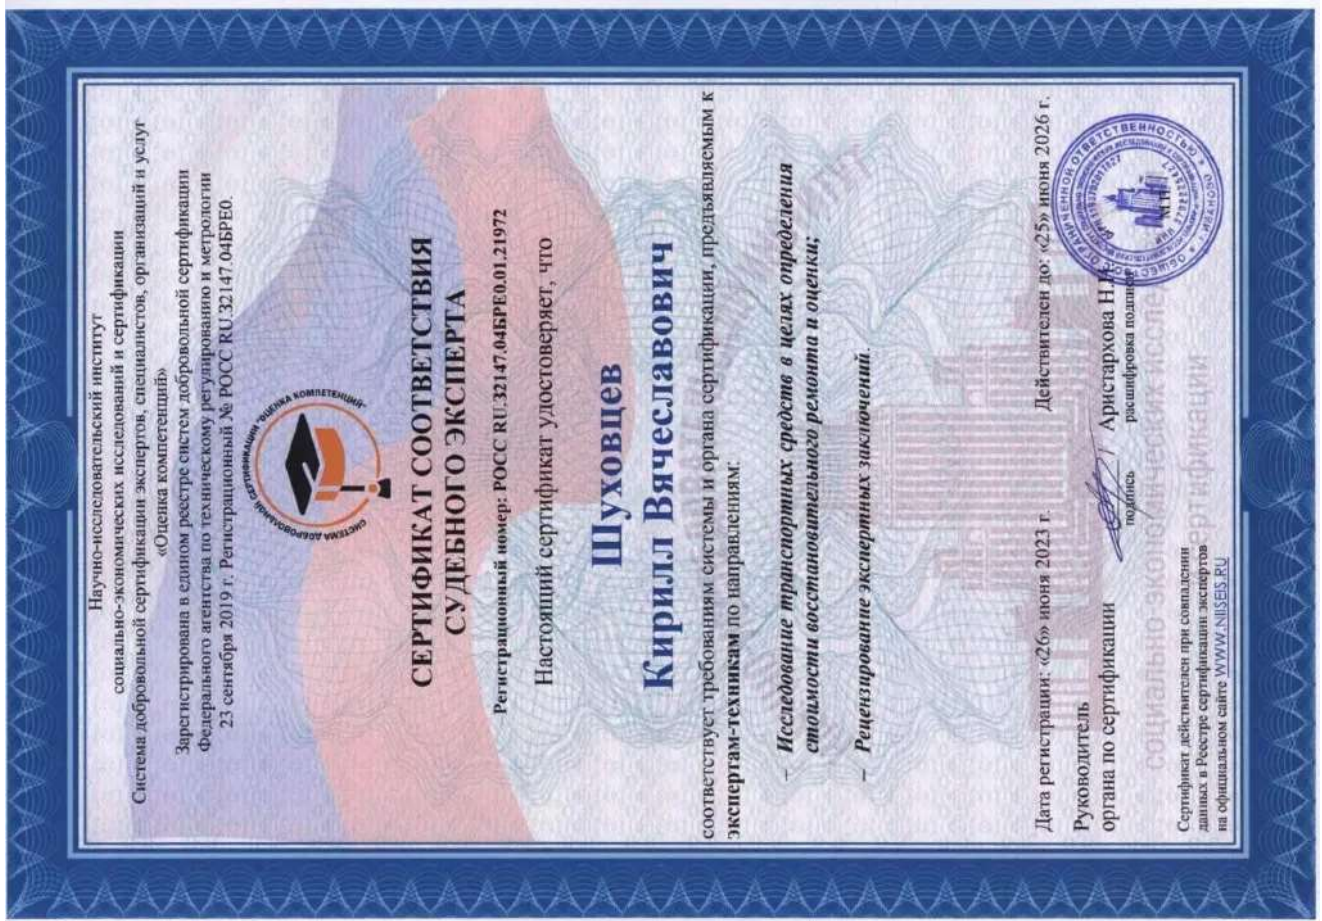 Научно-исследовательский институт
социально-экономических исследований и сертификации
Система добровольной сертификации экспертов, специалистов, организаций и услуг
«Оценка компетенций»
Зарегистрирована в едином реестре систем добровольной сертификации
Федерального агентства по техническому регулированию и метрологии
23 сентября 2019 г. Регистрационный № РОСС RU.32147.04БРЕ0.
СИСТЕМА ДОБРОВОЛЬНОЙ СЕРТИФИКАЦИИ "ОЦЕНКА КОМПЕТЕНЦИЙ"
СЕРТИФИКАТ СООТВЕТСТВИЯ
СУДЕБНОГО ЭКСПЕРТА
Регистрационный номер: РОСС RU.32147.04БРЕ0.01.21972
Настоящий сертификат удостоверяет, что
Шуховцев
Кирилл Вячеславович
соответствует требованиям системы и органа сертификации, предъявляемым к
экспертам-техникам по направлениям:
– Исследование транспортных средств в целях определения
стоимости восстановительного ремонта и оценки;
– Рецензирование экспертных заключений.
Дата регистрации: «26» июня 2023 г. Действителен до: «25» июня 2026 г.
Руководитель
органа по сертификации / Аристархова Н.
подпись расшифровка подписи
М.П.
Сертификат действителен при совпадении
данных в Реестре сертификации экспертов
на официальном сайте WWW.NIISEIS.RU